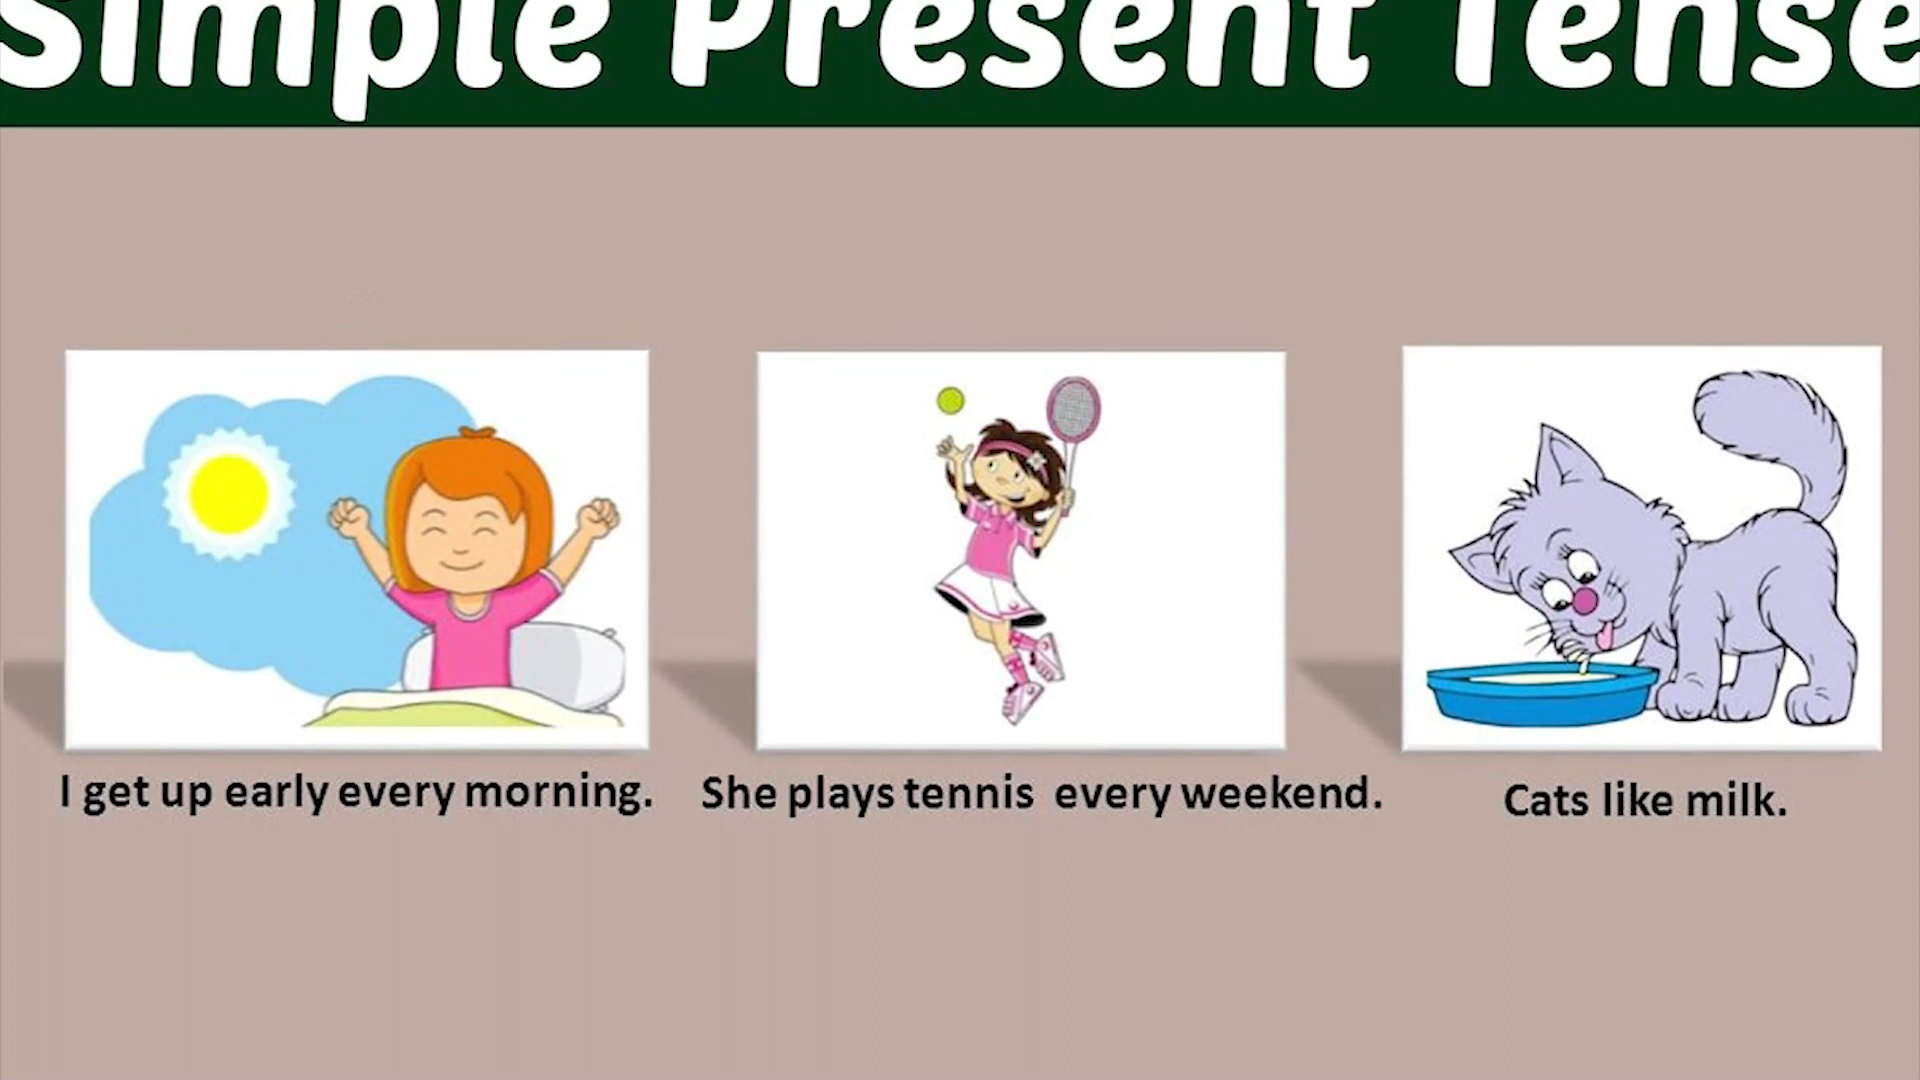 Simple Present Tense
I get up early every morning.
She plays tennis every weekend.
Cats like milk.